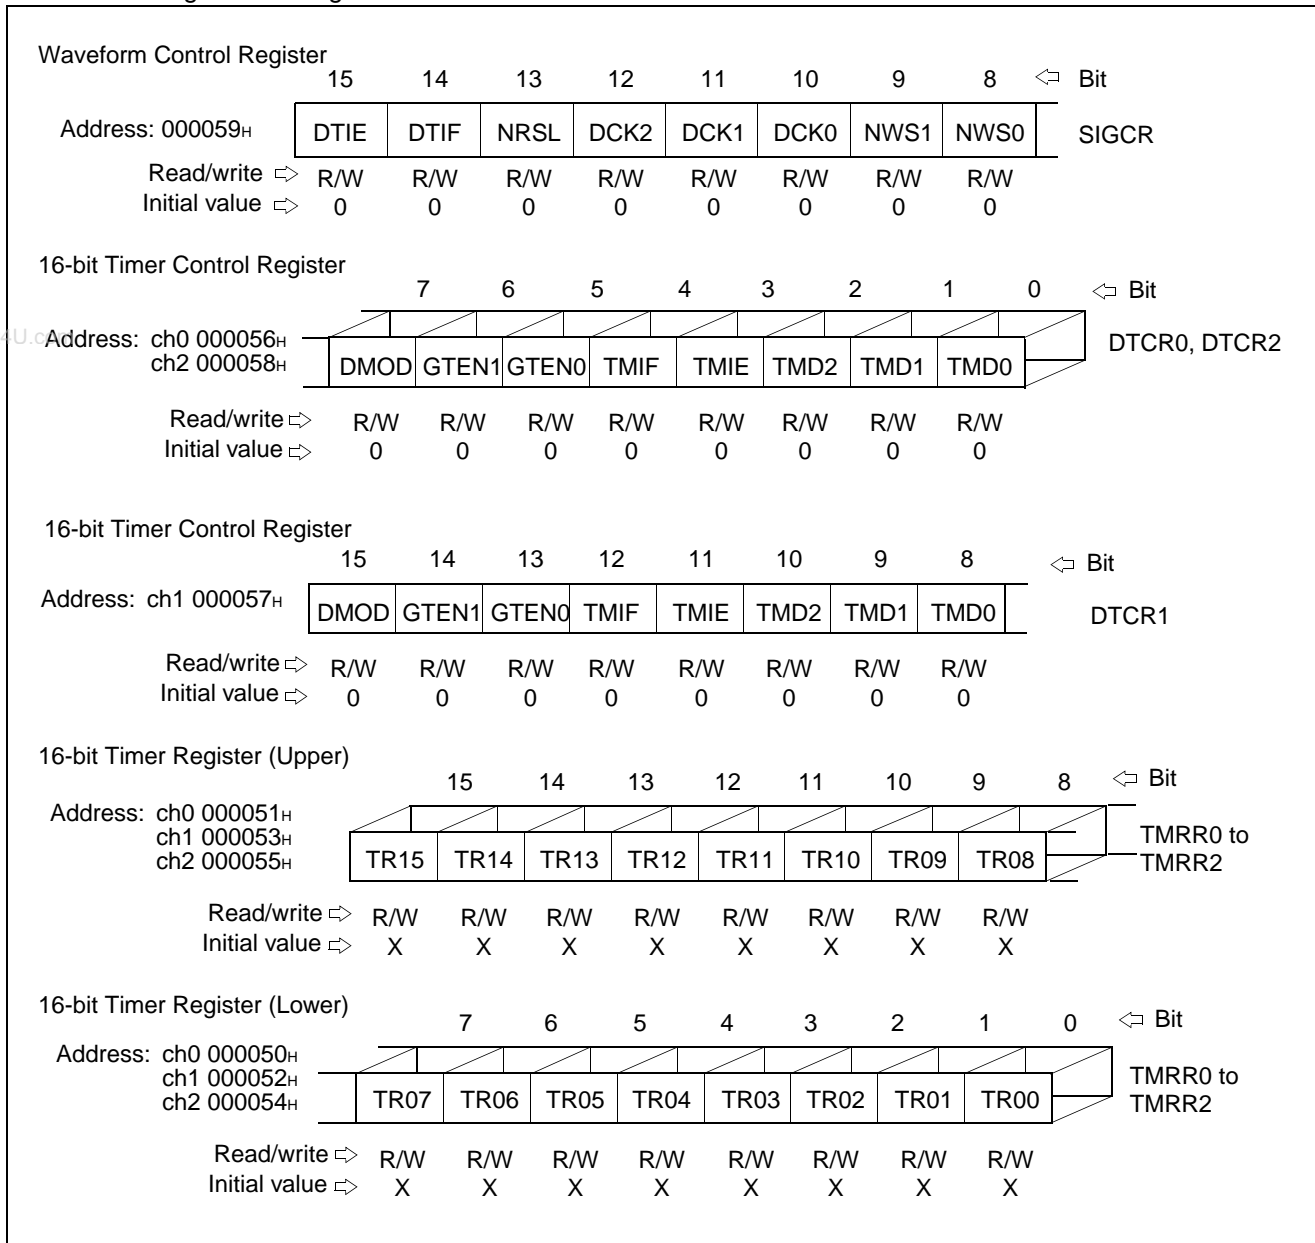 Waveform Control Register
15 14 13 12 11 10 9 8 Bit
Address: 000059H DTIE DTIF NRSL DCK2 DCK1 DCK0 NWS1 NWS0 SIGCR
Read/write R/W R/W R/W R/W R/W R/W R/W R/W
Initial value 0 0 0 0 0 0 0 0
16-bit Timer Control Register
7 6 5 4 3 2 1 0 Bit
4U.com
Address: ch0 000056H DTCR0, DTCR2
ch2 000058H DMOD GTEN1 GTEN0 TMIF TMIE TMD2 TMD1 TMD0
Read/write R/W R/W R/W R/W R/W R/W R/W R/W
Initial value 0 0 0 0 0 0 0 0
16-bit Timer Control Register
15 14 13 12 11 10 9 8 Bit
Address: ch1 000057H DMOD GTEN1 GTEN0 TMIF TMIE TMD2 TMD1 TMD0 DTCR1
Read/write R/W R/W R/W R/W R/W R/W R/W R/W
Initial value 0 0 0 0 0 0 0 0
16-bit Timer Register (Upper)
15 14 13 12 11 10 9 8 Bit
Address: ch0 000051H
ch1 000053H TMRR0 to
ch2 000055H TR15 TR14 TR13 TR12 TR11 TR10 TR09 TR08 TMRR2
Read/write R/W R/W R/W R/W R/W R/W R/W R/W
Initial value X X X X X X X X
16-bit Timer Register (Lower)
7 6 5 4 3 2 1 0 Bit
Address: ch0 000050H
ch1 000052H TMRR0 to
ch2 000054H TR07 TR06 TR05 TR04 TR03 TR02 TR01 TR00 TMRR2
Read/write R/W R/W R/W R/W R/W R/W R/W R/W
Initial value X X X X X X X X